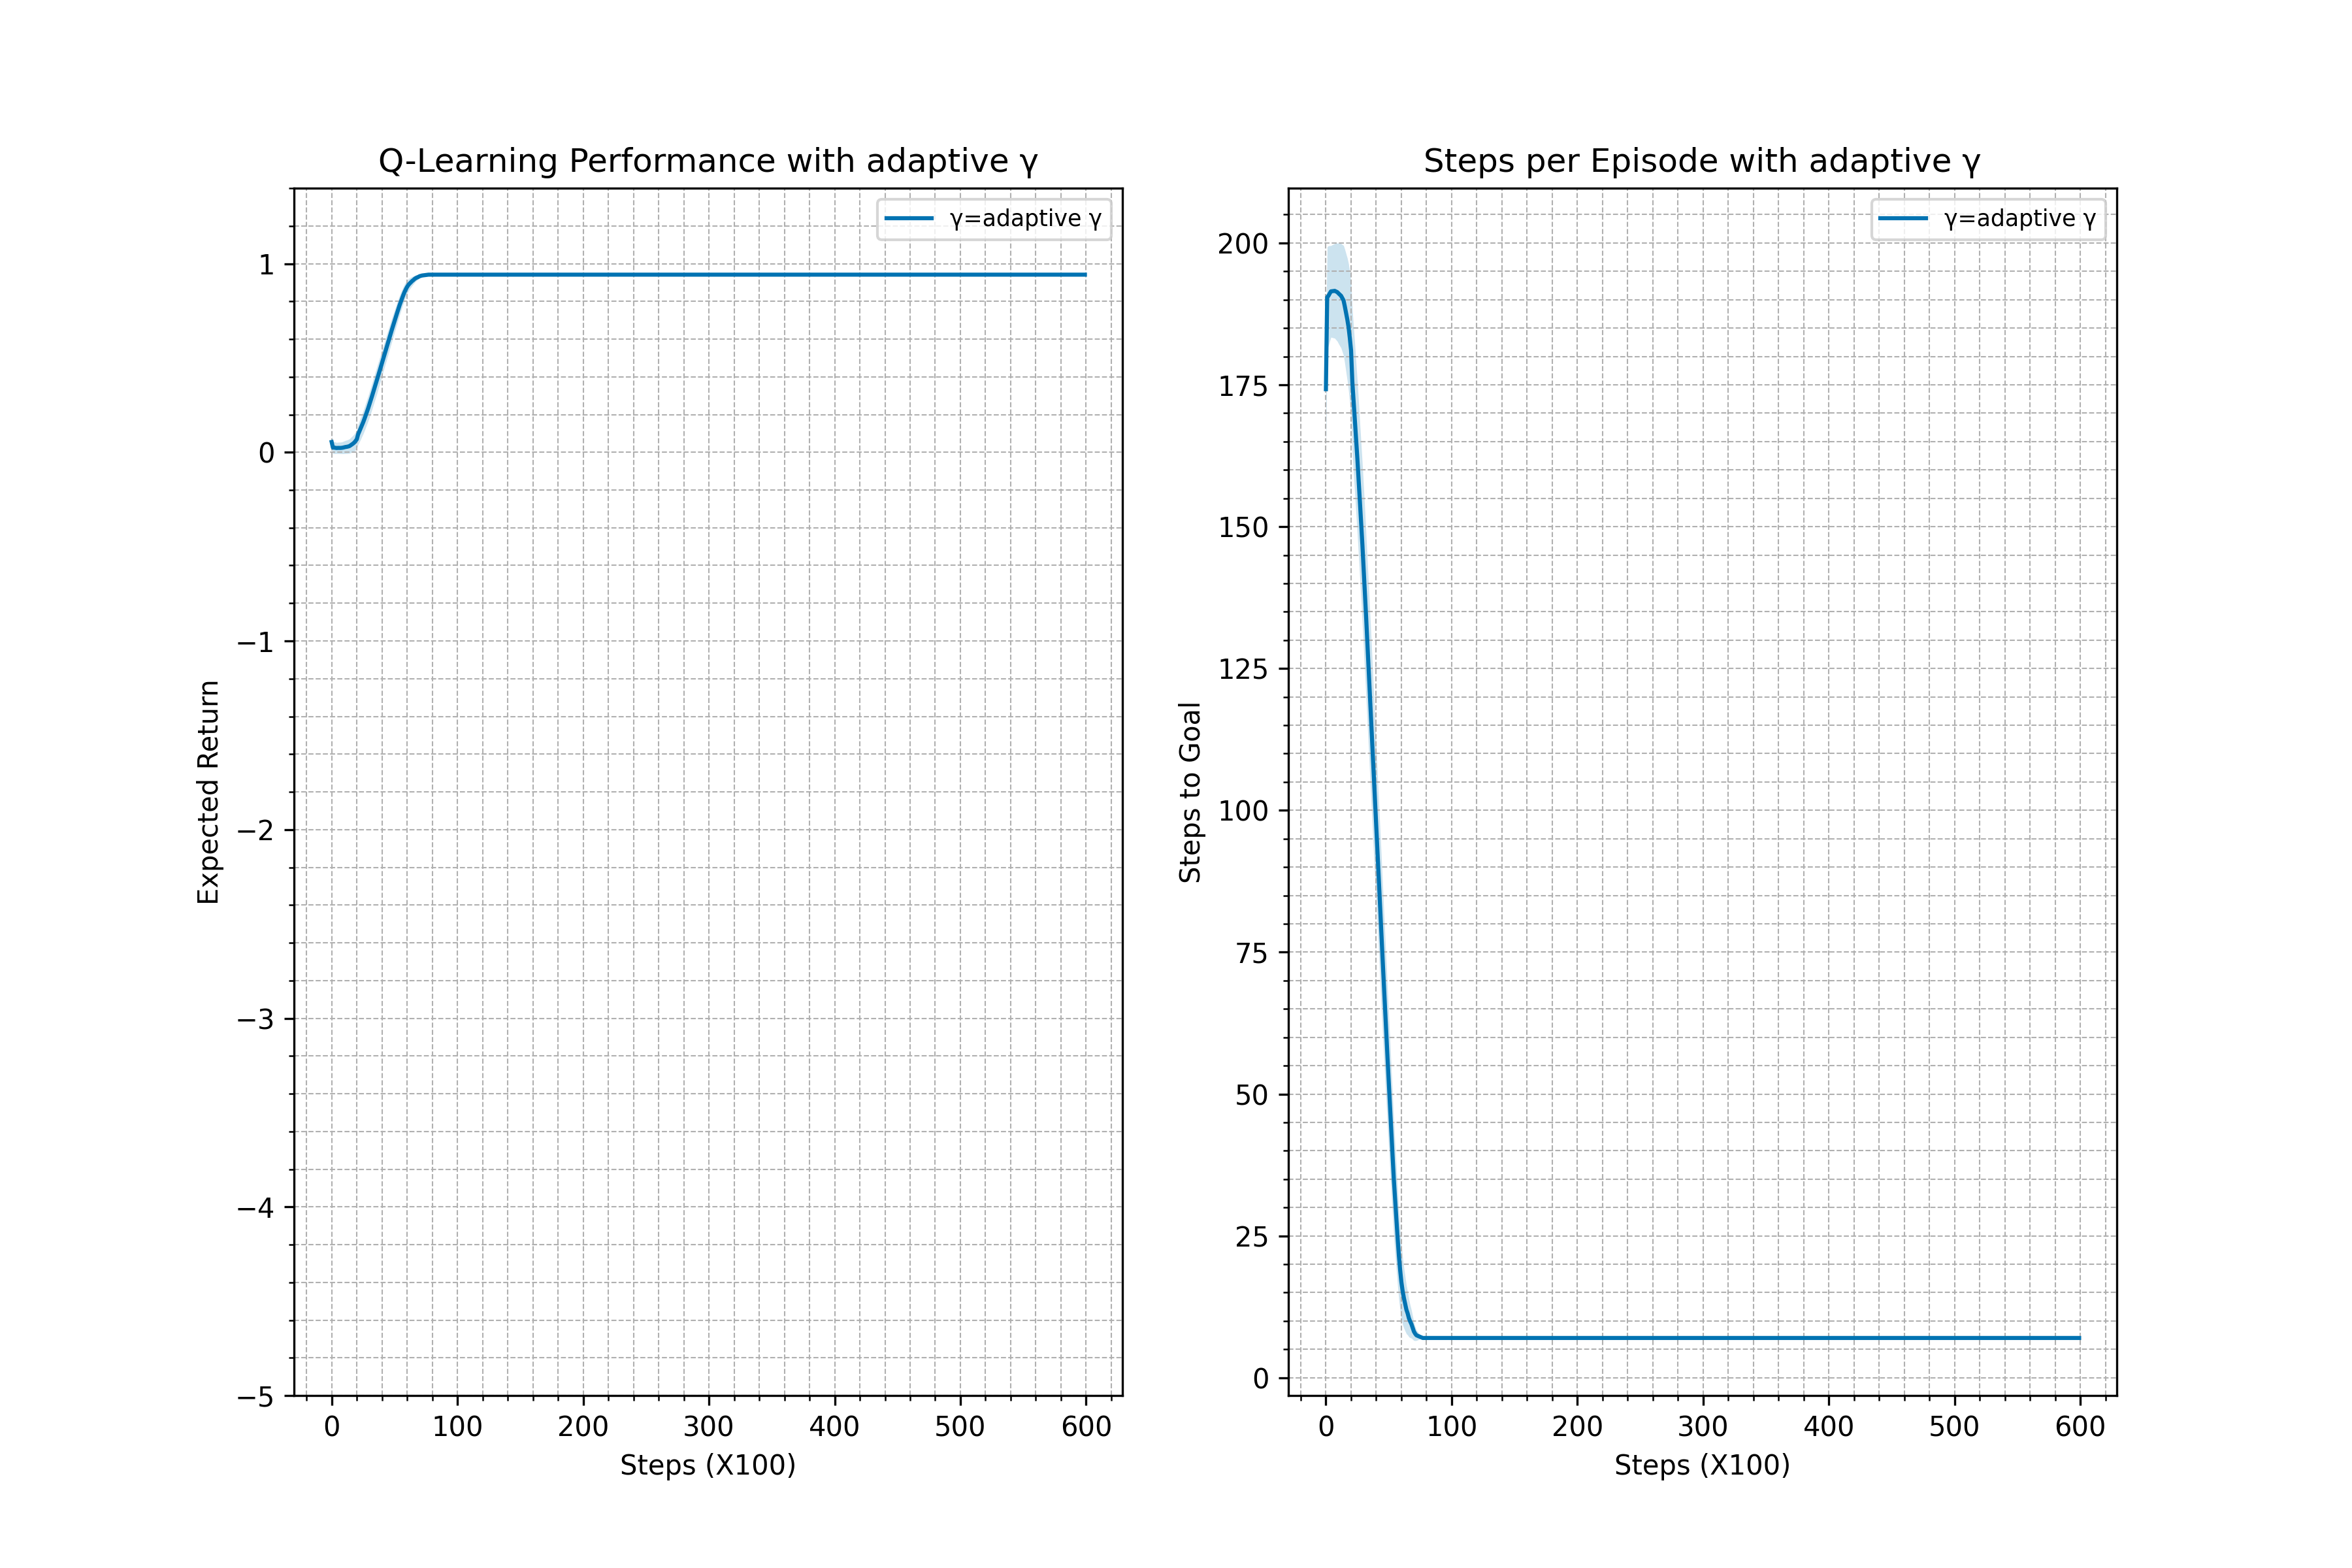 Q-Learning Performance with adaptive γ
γ=adaptive γ
1
0
−1
−2
−3
−4
−5
Expected Return
0 100 200 300 400 500 600
Steps (X100)
Steps per Episode with adaptive γ
γ=adaptive γ
200
175
150
125
100
75
50
25
0
Steps to Goal
0 100 200 300 400 500 600
Steps (X100)